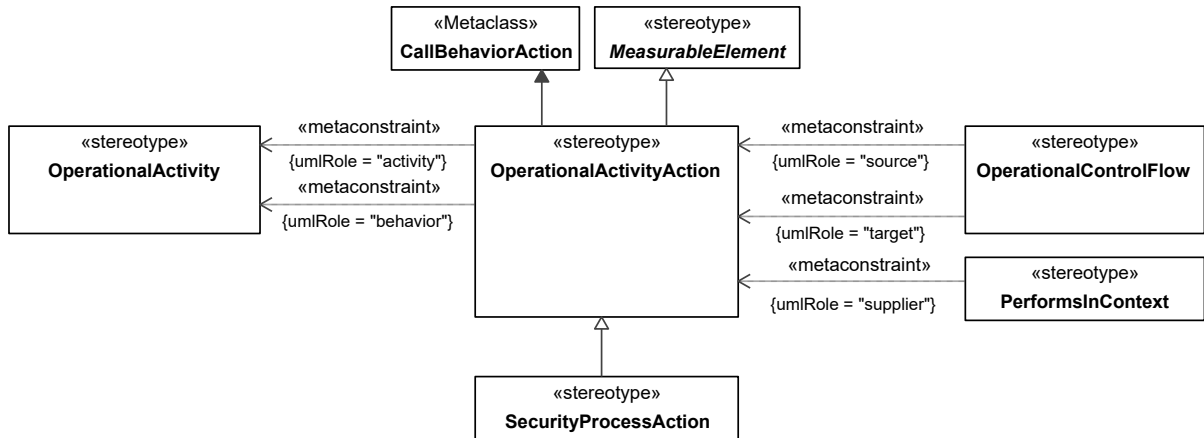 «Metaclass»
CallBehaviorAction
«stereotype»
MeasurableElement
«stereotype»
OperationalActivity
«metaconstraint»
{umlRole = "activity"}
«metaconstraint»
{umlRole = "behavior"}
«stereotype»
OperationalActivityAction
«metaconstraint»
{umlRole = "source"}
«metaconstraint»
{umlRole = "target"}
«metaconstraint»
{umlRole = "supplier"}
«stereotype»
OperationalControlFlow
«stereotype»
PerformsInContext
«stereotype»
SecurityProcessAction